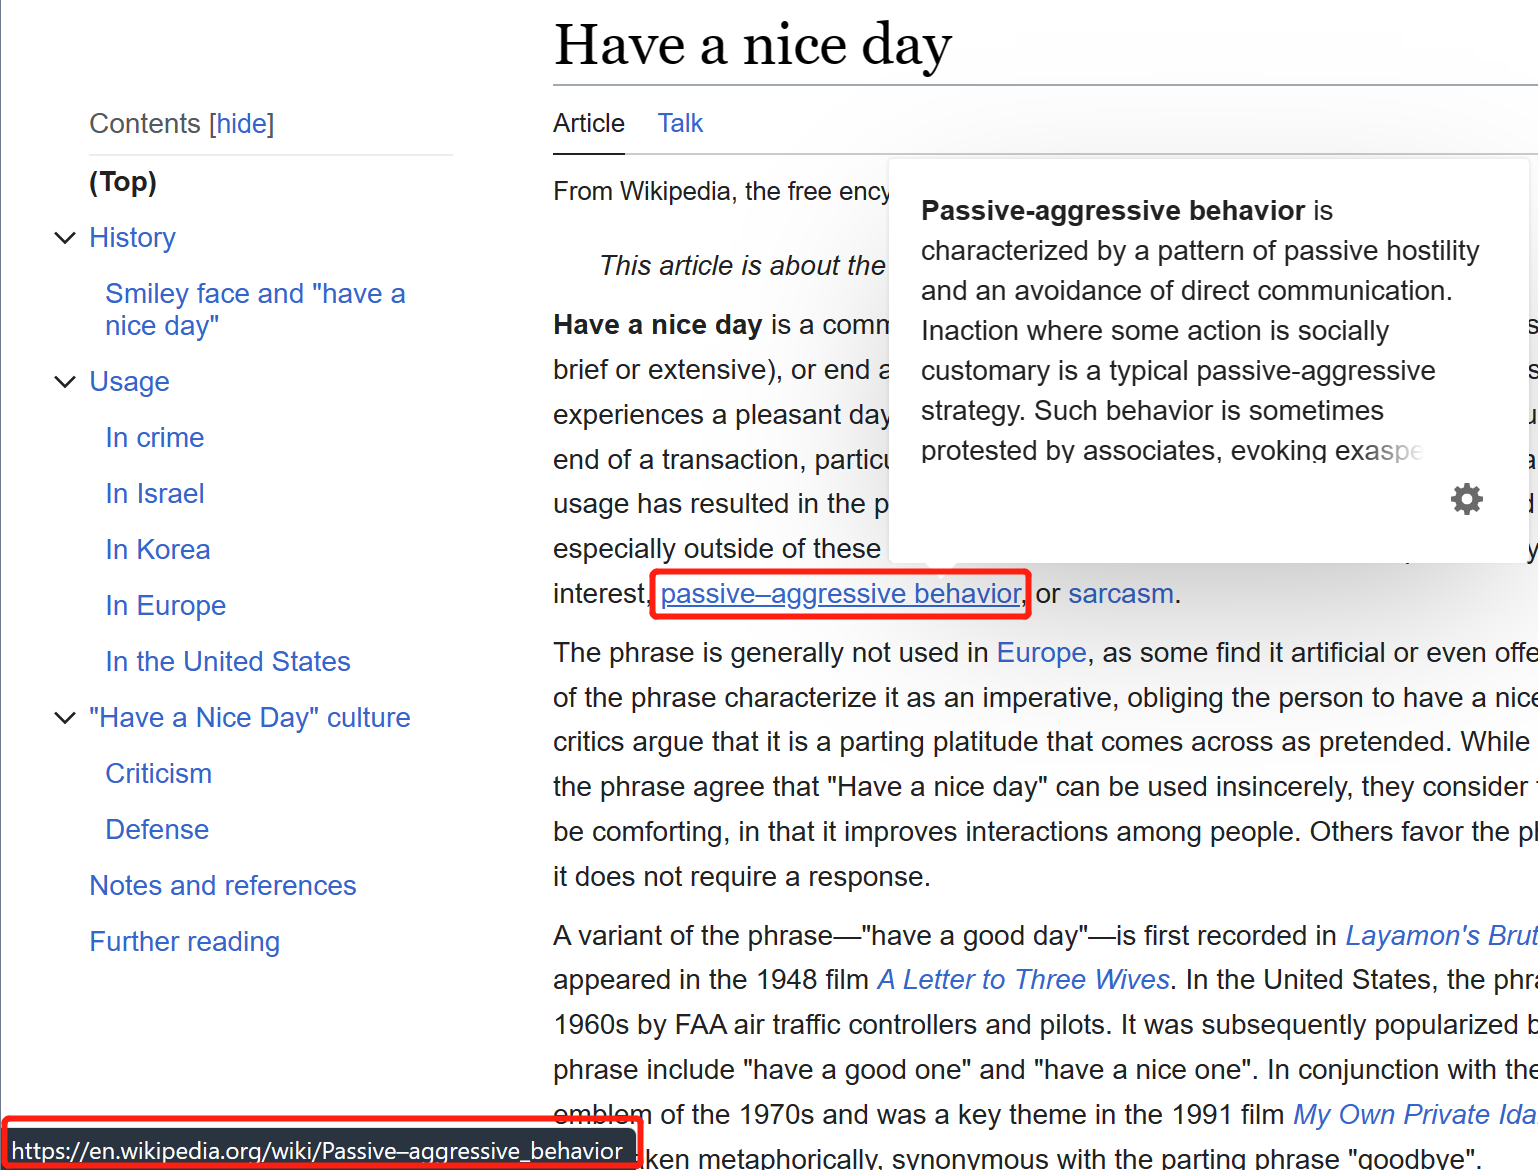 Have a nice day
Contents [hide]
(Top)
History
Smiley face and "have a
nice day"
Usage
In crime
In Israel
In Korea
In Europe
In the United States
"Have a Nice Day" culture
Criticism
Defense
Notes and references
Further reading
Article Talk
From Wikipedia, the free ency
This article is about the
Have a nice day is a comm
brief or extensive), or end a
experiences a pleasant day
end of a transaction, particu
usage has resulted in the p
especially outside of these
interest, passive–aggressive behavior, or sarcasm.
Passive-aggressive behavior is
characterized by a pattern of passive hostility
and an avoidance of direct communication.
Inaction where some action is socially
customary is a typical passive-aggressive
strategy. Such behavior is sometimes
protested by associates, evoking exaspe
The phrase is generally not used in Europe, as some find it artificial or even offe
of the phrase characterize it as an imperative, obliging the person to have a nice
critics argue that it is a parting platitude that comes across as pretended. While
the phrase agree that "Have a nice day" can be used insincerely, they consider
be comforting, in that it improves interactions among people. Others favor the ph
it does not require a response.
A variant of the phrase—"have a good day"—is first recorded in Layamon's Brut
appeared in the 1948 film A Letter to Three Wives. In the United States, the phra
1960s by FAA air traffic controllers and pilots. It was subsequently popularized b
phrase include "have a good one" and "have a nice one". In conjunction with the
emblem of the 1970s and was a key theme in the 1991 film My Own Private Ida
ken metaphorically, synonymous with the parting phrase "goodbye".
https://en.wikipedia.org/wiki/Passive–aggressive_behavior